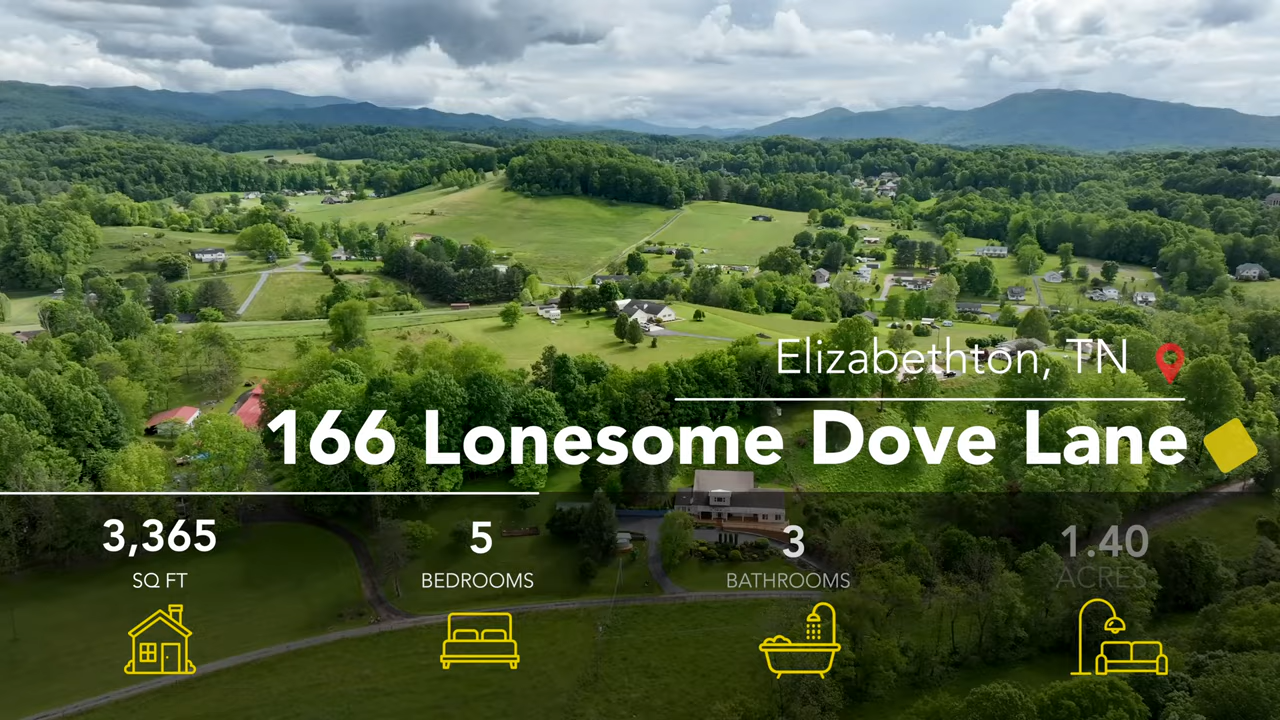 Elizabethton, TN
166 Lonesome Dove Lane
3,365
SQ FT
5
BEDROOMS
3
BATHROOMS
1.40
ACRES